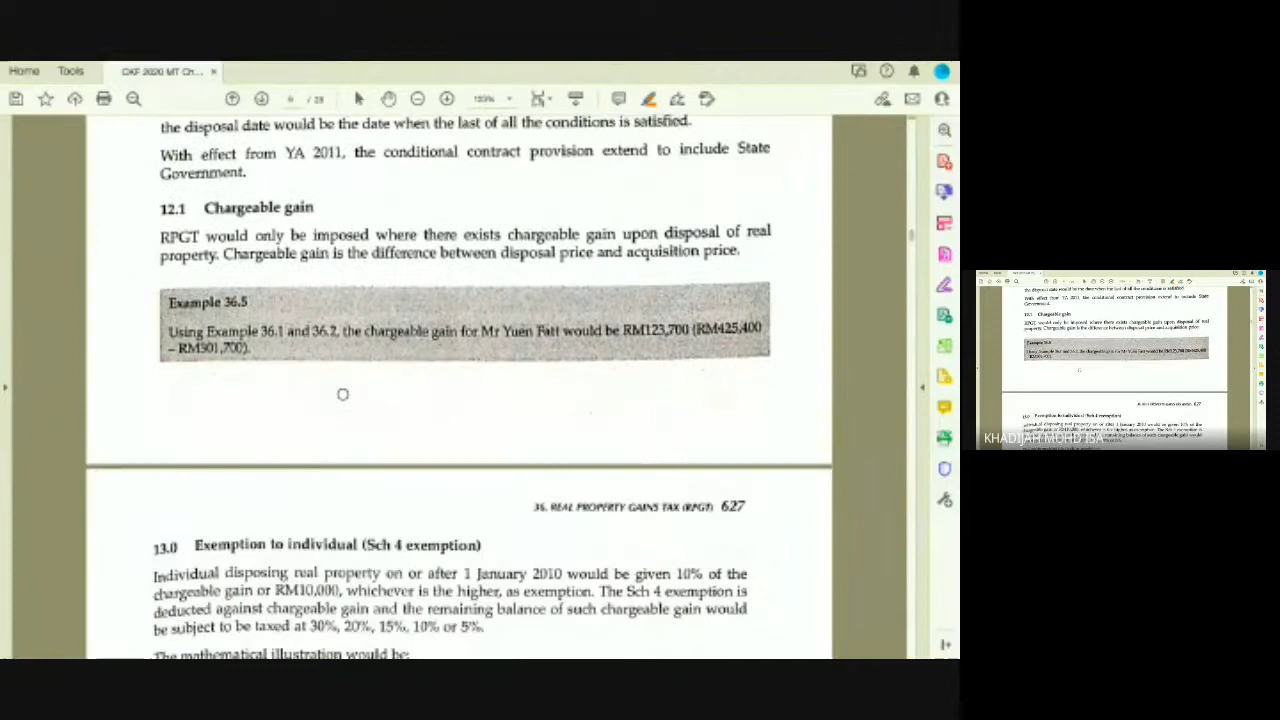 Home Tools CKF 2020 MT Ch... ×
the disposal date would be the date when the last of all the conditions is satisfied.
With effect from YA 2011, the conditional contract provision extend to include State
Government.
12.1 Chargeable gain
RPGT would only be imposed where there exists chargeable gain upon disposal of real
property. Chargeable gain is the difference between disposal price and acquisition price.
Example 36.5
Using Example 36.1 and 36.2, the chargeable gain for Mr Yuen Fatt would be RM123,700 (RM425,400
– RM301,700).
36. REAL PROPERTY GAINS TAX (RPGT) 627
13.0 Exemption to individual (Sch 4 exemption)
Individual disposing real property on or after 1 January 2010 would be given 10% of the
chargeable gain or RM10,000, whichever is the higher, as exemption. The Sch 4 exemption is
deducted against chargeable gain and the remaining balance of such chargeable gain would
be subject to be taxed at 30%, 20%, 15%, 10% or 5%.
The mathematical illustration would be:
KHADIJAH MOHD ISA